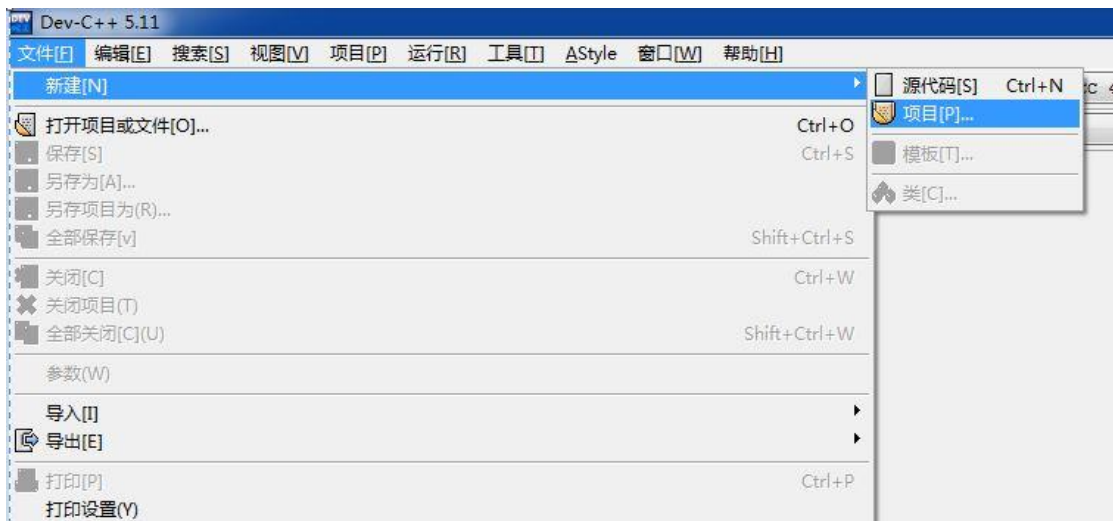 Dev-C++ 5.11
文件[F] 编辑[E] 搜索[S] 视图[V] 项目[P] 运行[R] 工具[T] AStyle 窗口[W] 帮助[H]
新建[N]
源代码[S] Ctrl+N
项目[P]...
模板[T]...
类[C]...
打开项目或文件[O]... Ctrl+O
保存[S] Ctrl+S
另存为[A]...
另存项目为(R)...
全部保存[v] Shift+Ctrl+S
关闭[C] Ctrl+W
关闭项目(T)
全部关闭[C](U) Shift+Ctrl+W
参数(W)
导入[I]
导出[E]
打印[P] Ctrl+P
打印设置(Y)